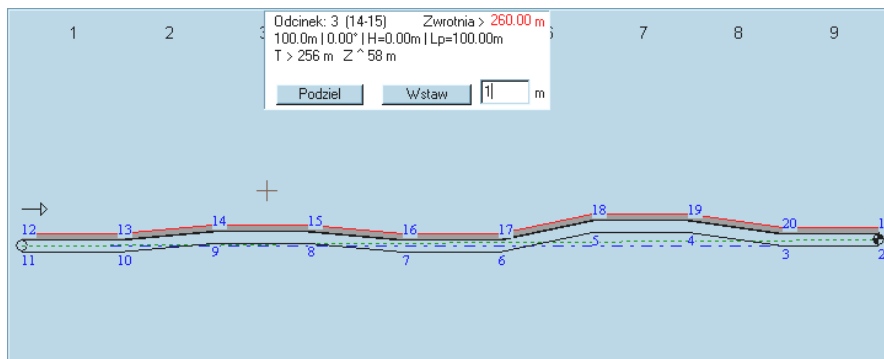 1 2 3 6 7 8 9
Odcinek: 3 (14-15) Zwrotnia > 260.00 m
100.0m | 0.00° | H=0.00m | Lp=100.00m
T > 256 m Z ^ 58 m
Podziel Wstaw 1 m
12 13 14 15 16 17 18 19 20 1
11 10 9 8 7 6 5 4 3 2